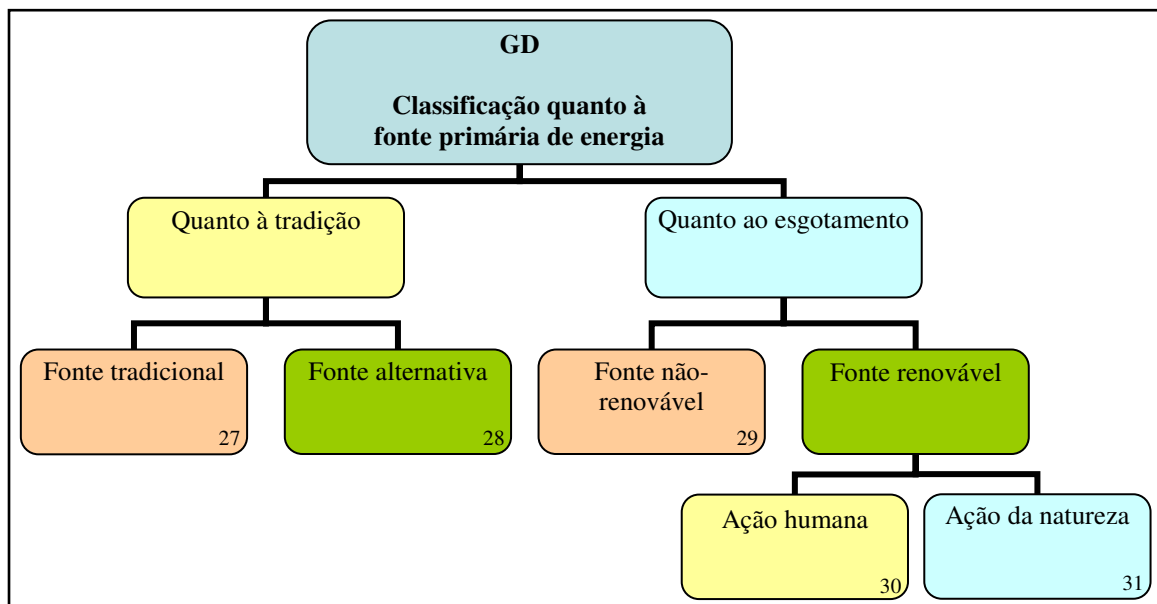 GD
Classificação quanto à
fonte primária de energia
Quanto à tradição
Quanto ao esgotamento
Fonte tradicional
27
Fonte alternativa
28
Fonte não-
renovável
29
Fonte renovável
Ação humana
30
Ação da natureza
31